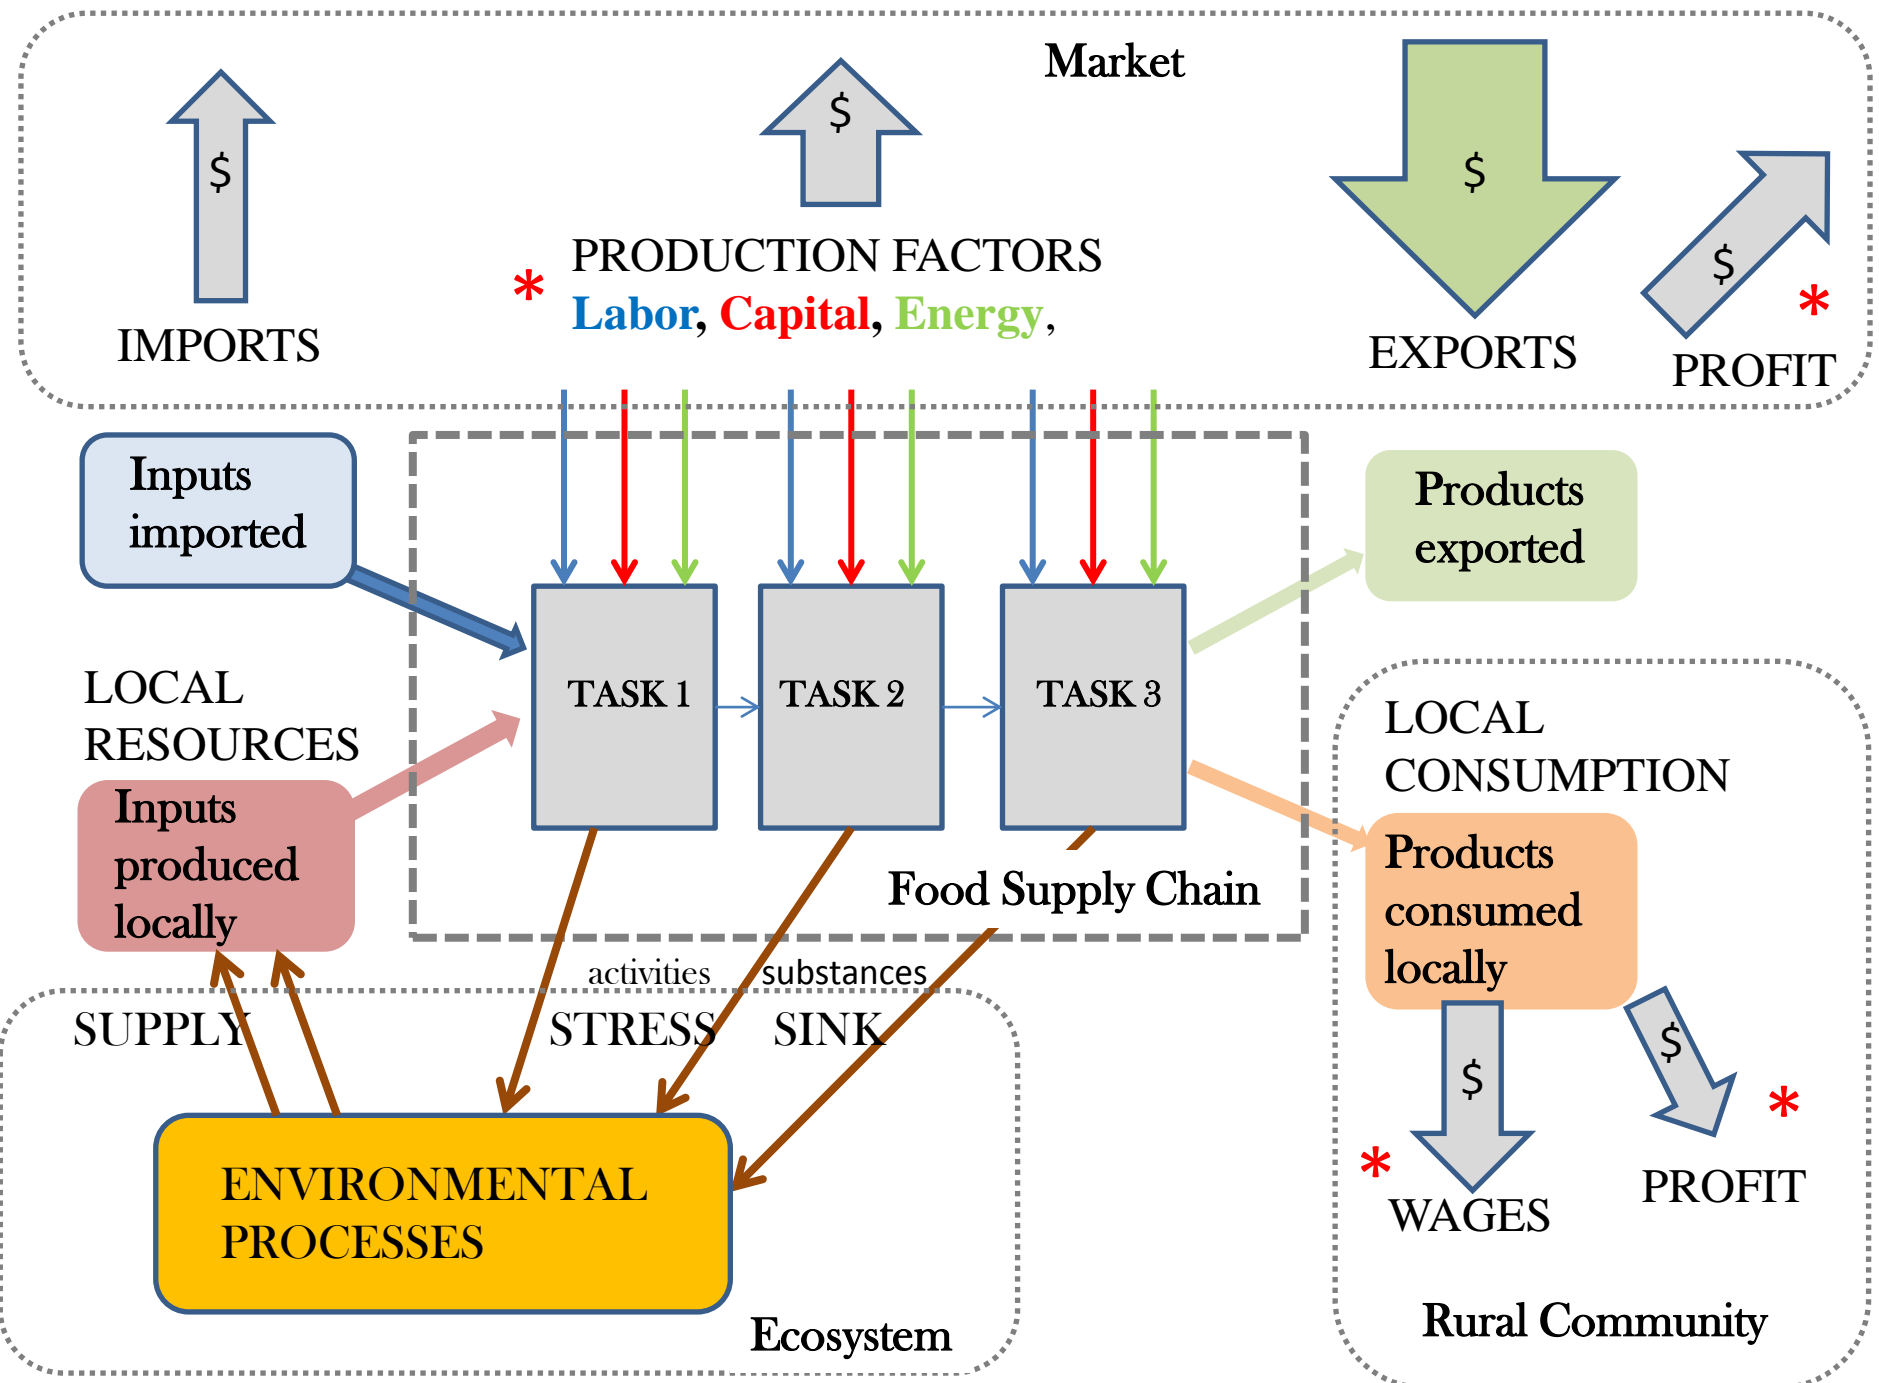 Market
$
$
$
$
* PRODUCTION FACTORS
Labor, Capital, Energy,
IMPORTS
EXPORTS
*
PROFIT
Inputs
imported
Products
exported
LOCAL
RESOURCES
Inputs
produced
locally
TASK 1
TASK 2
TASK 3
Food Supply Chain
LOCAL
CONSUMPTION
Products
consumed
locally
activities
substances
SUPPLY
STRESS
SINK
ENVIRONMENTAL
PROCESSES
Ecosystem
$
$
*
*
WAGES
PROFIT
Rural Community